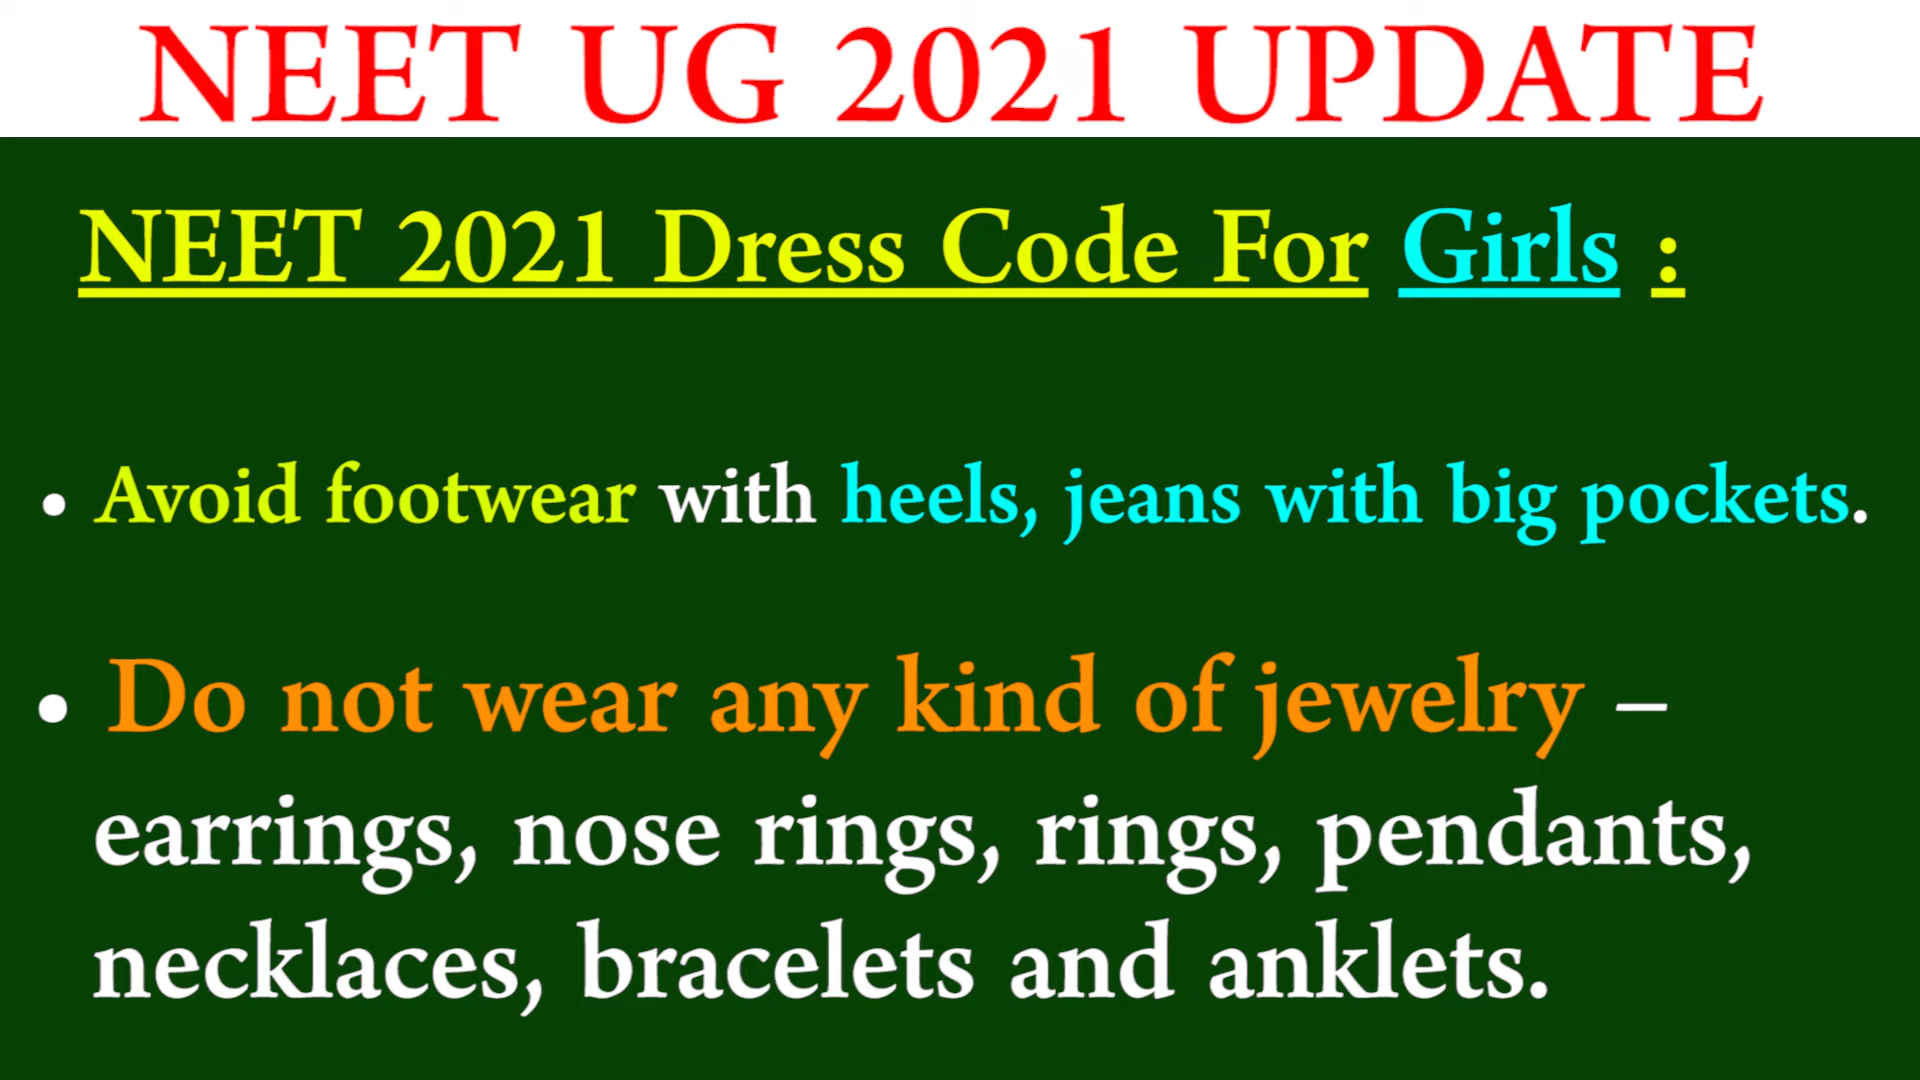 NEET UG 2021 UPDATE
NEET 2021 Dress Code For Girls :
• Avoid footwear with heels, jeans with big pockets.
• Do not wear any kind of jewelry –
earrings, nose rings, rings, pendants,
necklaces, bracelets and anklets.